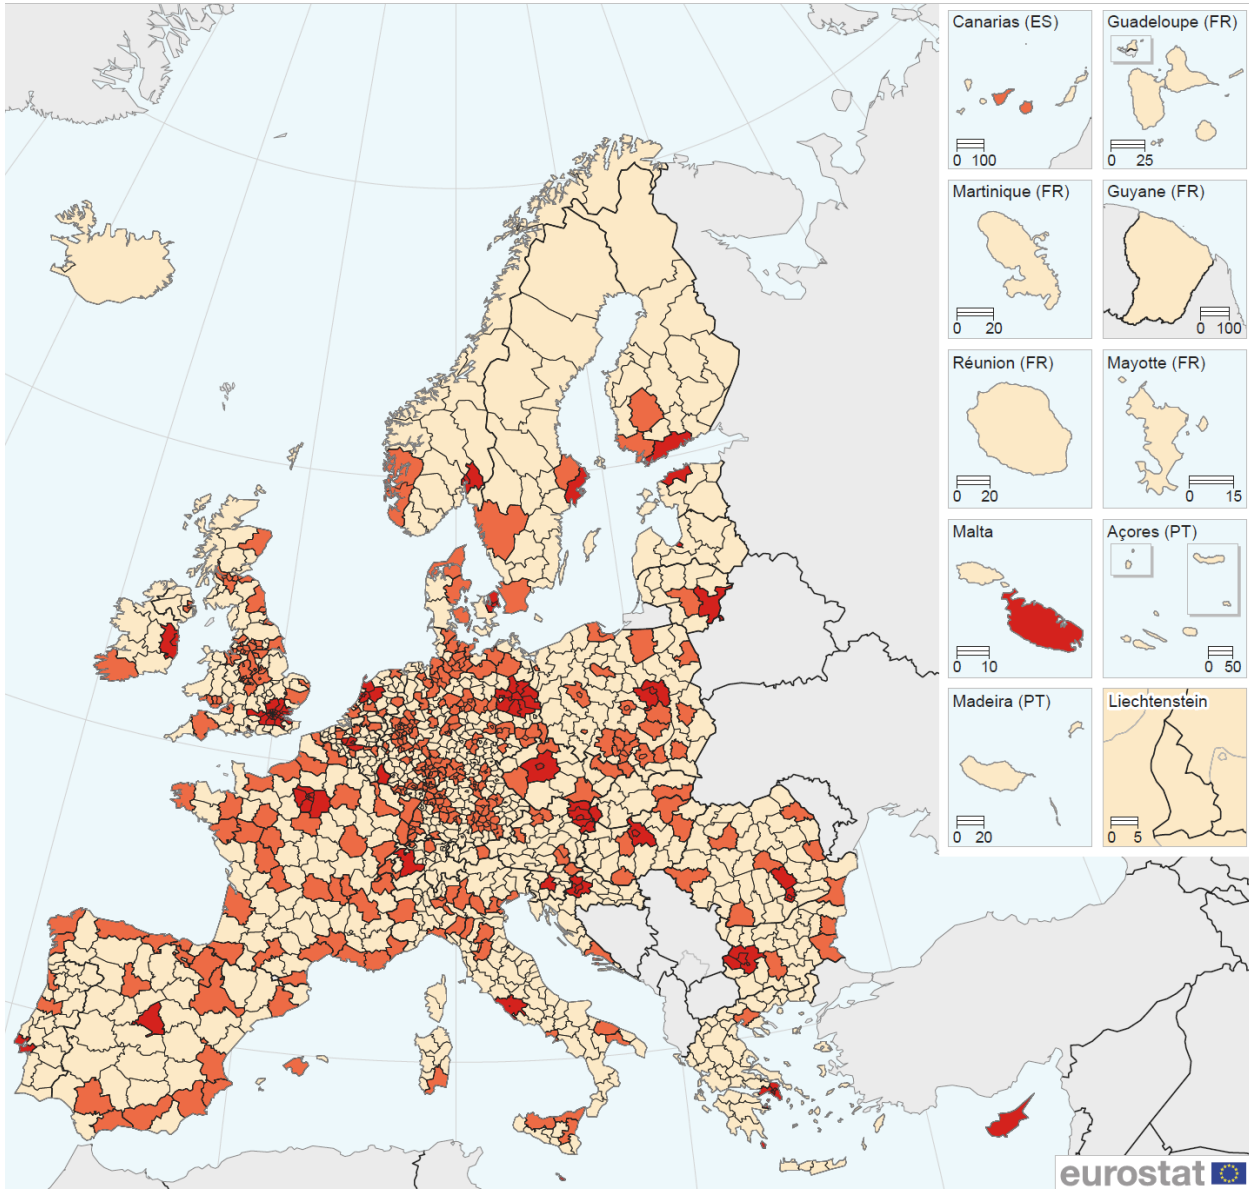 Canarias (ES)
0 100
Guadeloupe (FR)
0 25
Martinique (FR)
0 20
Guyane (FR)
0 100
Réunion (FR)
0 20
Mayotte (FR)
0 15
Malta
0 10
Açores (PT)
0 50
Madeira (PT)
0 20
Liechtenstein
0 5
eurostat